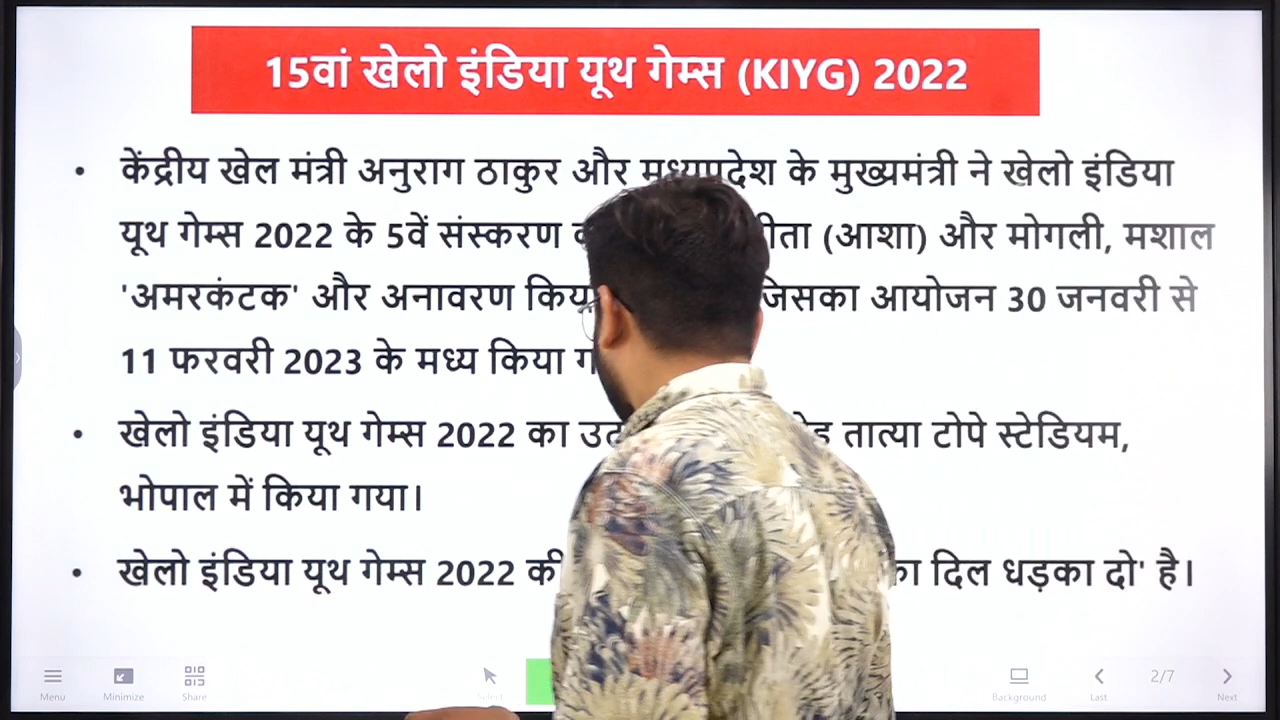 15वां खेलो इंडिया यूथ गेम्स (KIYG) 2022
• केंद्रीय खेल मंत्री अनुराग ठाकुर और मध्यप्रदेश के मुख्यमंत्री ने खेलो इंडिया
यूथ गेम्स 2022 के 5वें संस्करण (आशा) और मोगली, मशाल
'अमरकंटक' और अनावरण जिसका आयोजन 30 जनवरी से
11 फरवरी 2023 के मध्य किया
• खेलो इंडिया यूथ गेम्स 2022 का तात्या टोपे स्टेडियम,
भोपाल में किया गया।
• खेलो इंडिया यूथ गेम्स 2022 की दिल धड़का दो' है।
Menu Minimize Share Select Background Last 2/7 Next